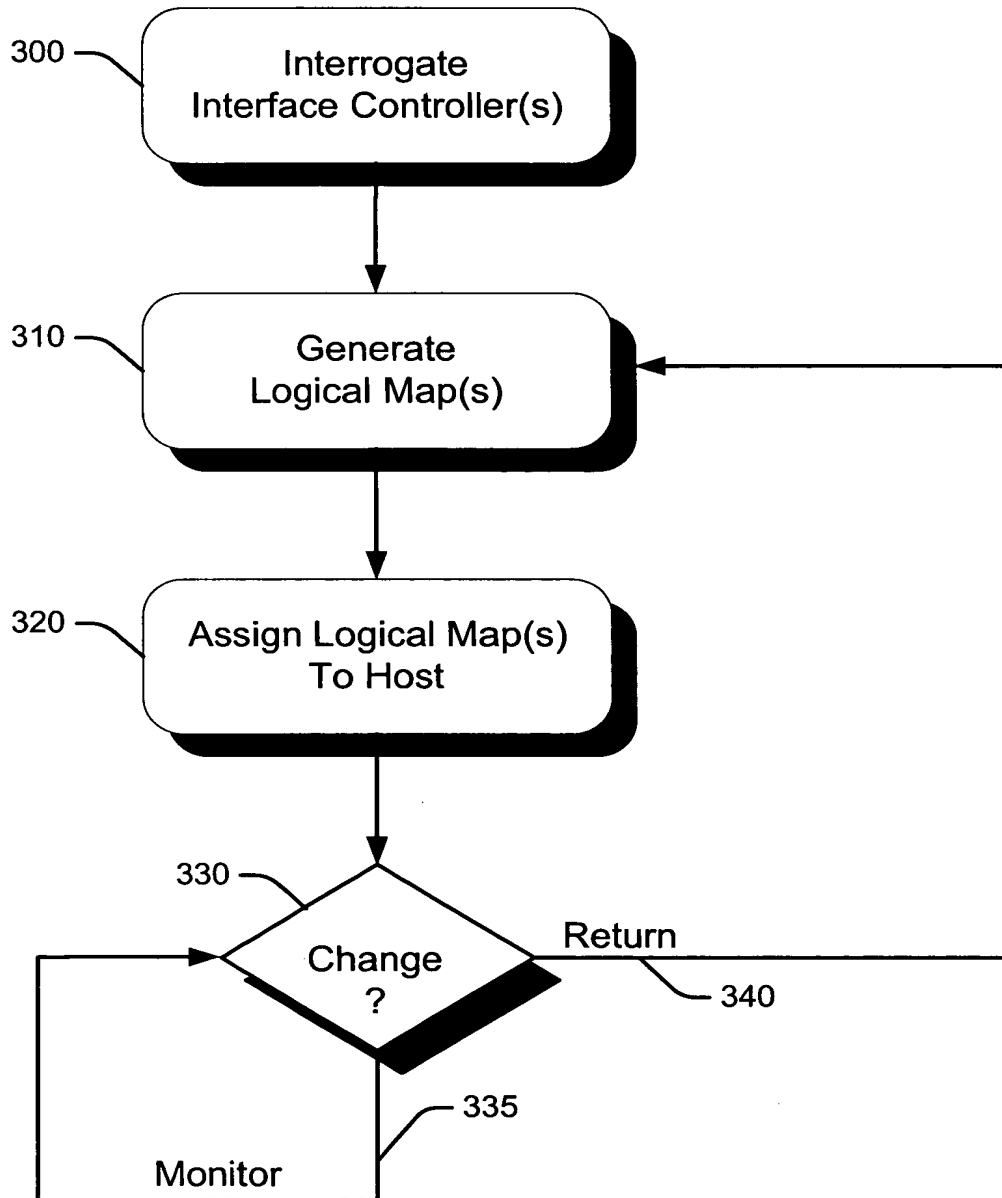 300
Interrogate
Interface Controller(s)
310
Generate
Logical Map(s)
320
Assign Logical Map(s)
To Host
330
Change
?
Return
340
335
Monitor